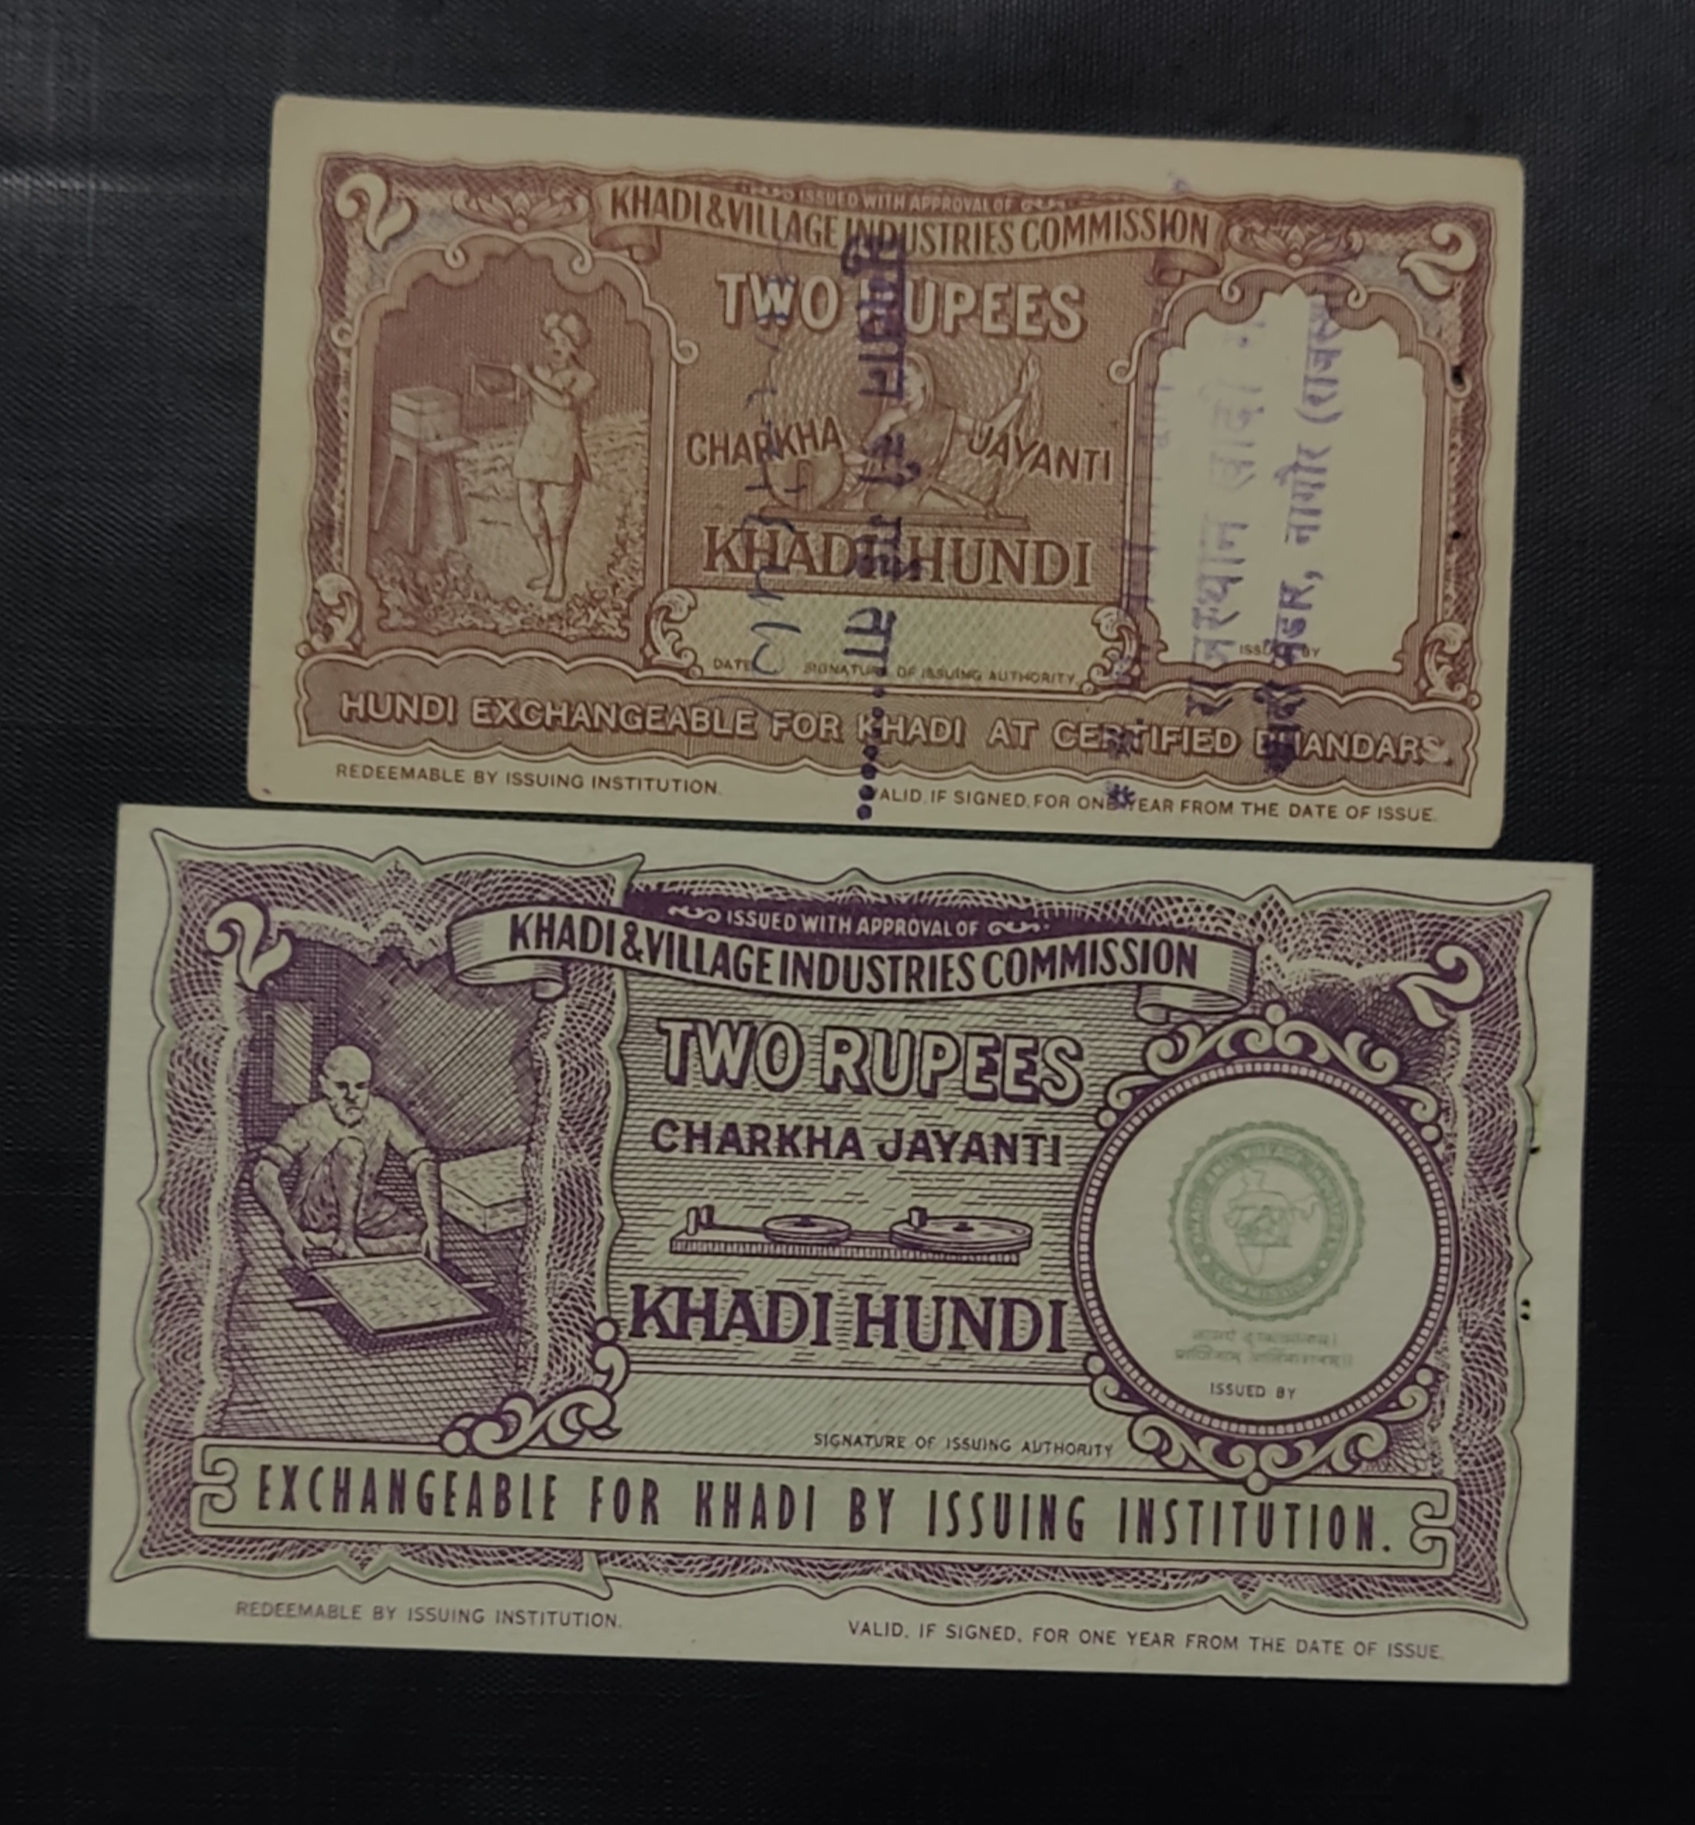 2 2
ISSUED WITH APPROVAL OF
KHADI & VILLAGE INDUSTRIES COMMISSION
TWO RUPEES
CHARKHA JAYANTI
KHADI HUNDI
DATE SIGNATURE OF ISSUING AUTHORITY
ISSUED BY
HUNDI EXCHANGEABLE FOR KHADI AT CERTIFIED BHANDARS.
REDEEMABLE BY ISSUING INSTITUTION.
VALID, IF SIGNED, FOR ONE YEAR FROM THE DATE OF ISSUE.
भुगतान की गई ता
राजस्थान खादी
भंडार, नागौर (राज
2 2
ISSUED WITH APPROVAL OF
KHADI & VILLAGE INDUSTRIES COMMISSION
TWO RUPEES
CHARKHA JAYANTI
KHADI HUNDI
SIGNATURE OF ISSUING AUTHORITY
ISSUED BY
EXCHANGEABLE FOR KHADI BY ISSUING INSTITUTION.
REDEEMABLE BY ISSUING INSTITUTION.
VALID, IF SIGNED, FOR ONE YEAR FROM THE DATE OF ISSUE.